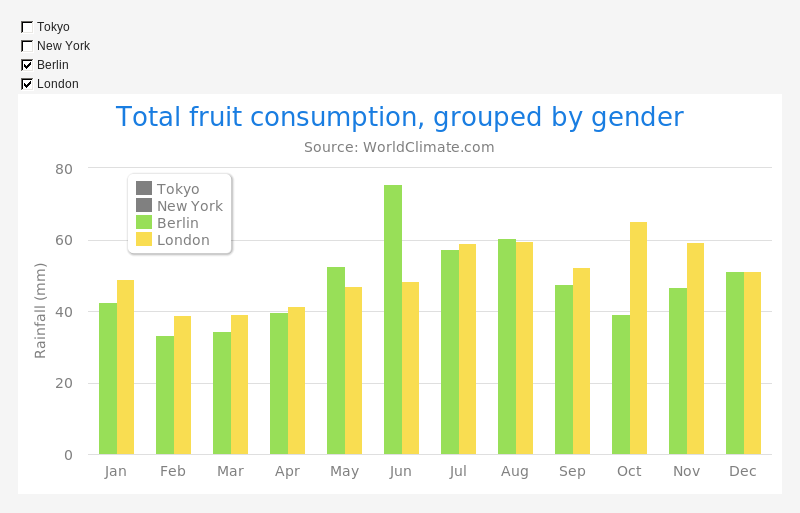 Tokyo
New York
Berlin
London
Total fruit consumption, grouped by gender
Source: WorldClimate.com
80
60
40
20
0
Rainfall (mm)
Tokyo
New York
Berlin
London
Jan Feb Mar Apr May Jun Jul Aug Sep Oct Nov Dec